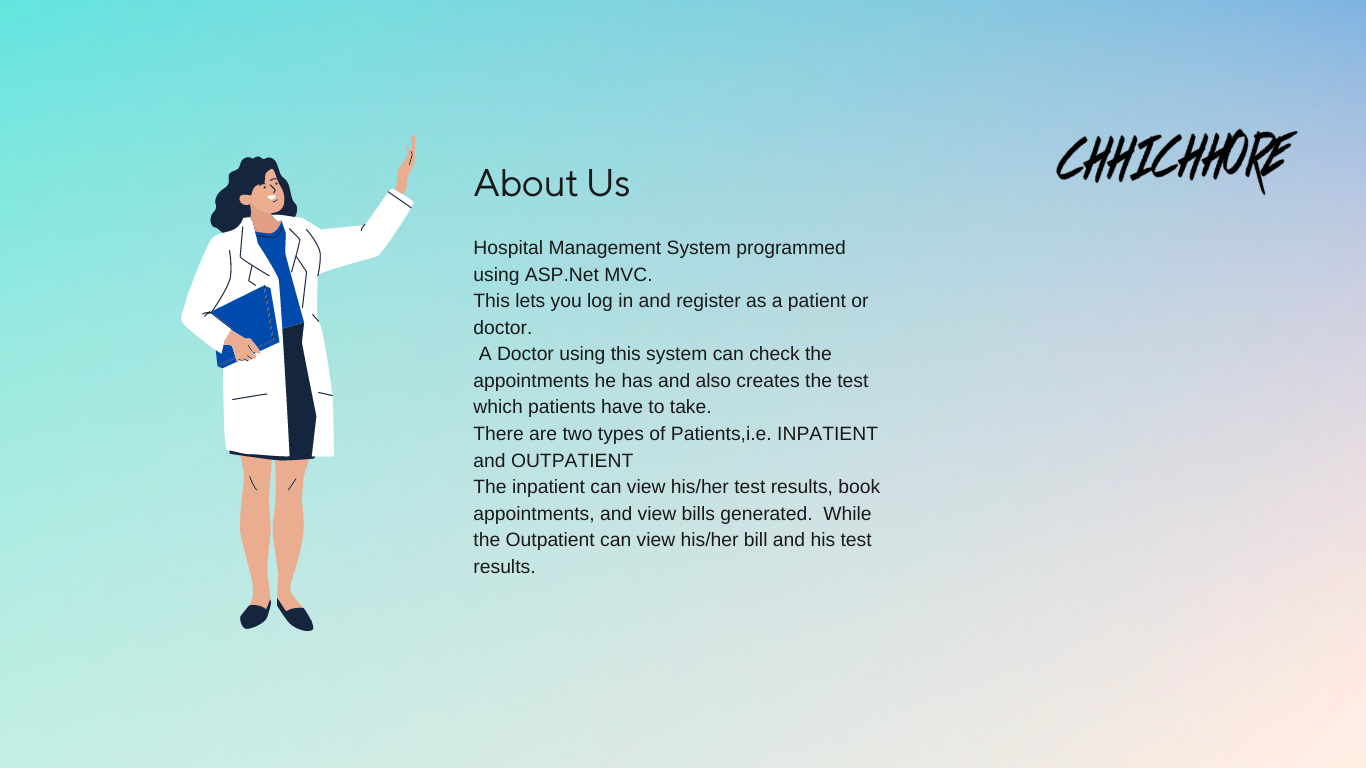 CHHICHHORE
About Us
Hospital Management System programmed
using ASP.Net MVC.
This lets you log in and register as a patient or
doctor.
A Doctor using this system can check the
appointments he has and also creates the test
which patients have to take.
There are two types of Patients,i.e. INPATIENT
and OUTPATIENT
The inpatient can view his/her test results, book
appointments, and view bills generated.  While
the Outpatient can view his/her bill and his test
results.